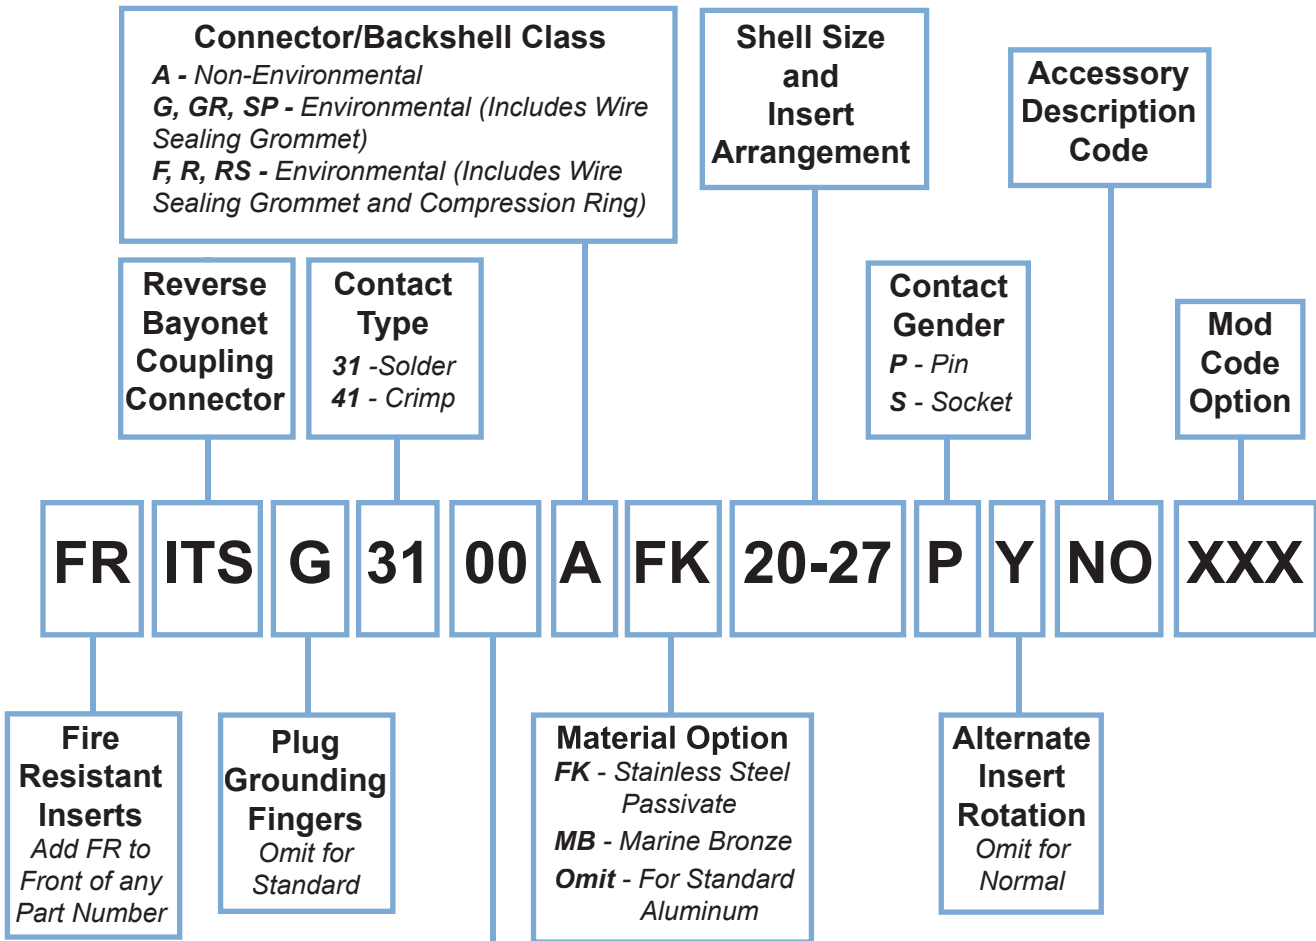 Connector/Backshell Class
A - Non-Environmental
G, GR, SP - Environmental (Includes Wire
Sealing Grommet)
F, R, RS - Environmental (Includes Wire
Sealing Grommet and Compression Ring)
Shell Size
and
Insert
Arrangement
Accessory
Description
Code
Reverse
Bayonet
Coupling
Connector
Contact
Type
31 -Solder
41 - Crimp
Contact
Gender
P - Pin
S - Socket
Mod
Code
Option
FR ITS G 31 00 A FK 20-27 P Y NO XXX
Fire
Resistant
Inserts
Add FR to
Front of any
Part Number
Plug
Grounding
Fingers
Omit for
Standard
Material Option
FK - Stainless Steel
Passivate
MB - Marine Bronze
Omit - For Standard
Aluminum
Alternate
Insert
Rotation
Omit for
Normal